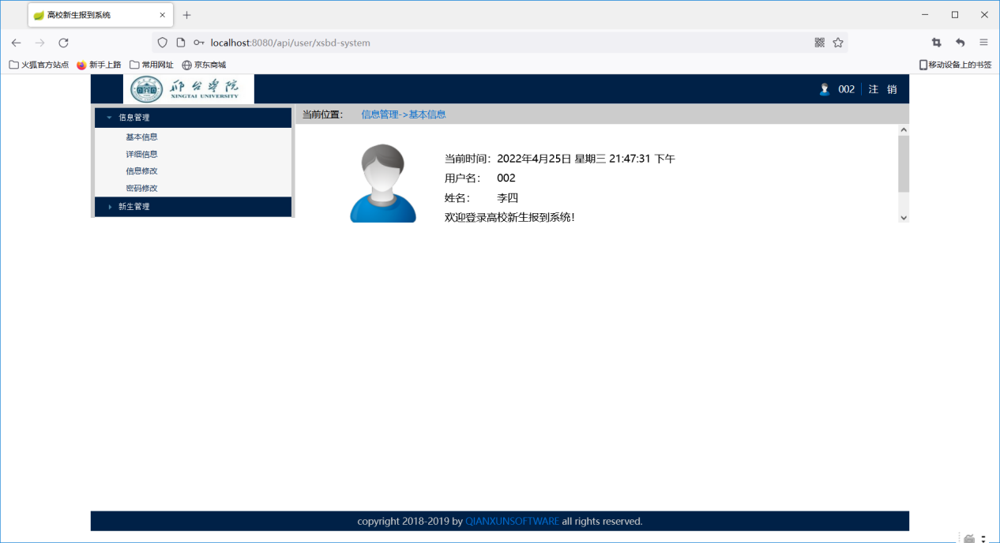 高校新生报到系统
localhost:8080/api/user/xsbd-system
火狐官方站点 新手上路 常用网址 京东商城 移动设备上的书签
邢台学院
XINGTAI UNIVERSITY
002 注 销
信息管理
基本信息
详细信息
信息修改
密码修改
新生管理
当前位置： 信息管理->基本信息
当前时间：2022年4月25日 星期三 21:47:31 下午
用户名： 002
姓名： 李四
欢迎登录高校新生报到系统!
copyright 2018-2019 by QIANXUNSOFTWARE all rights reserved.